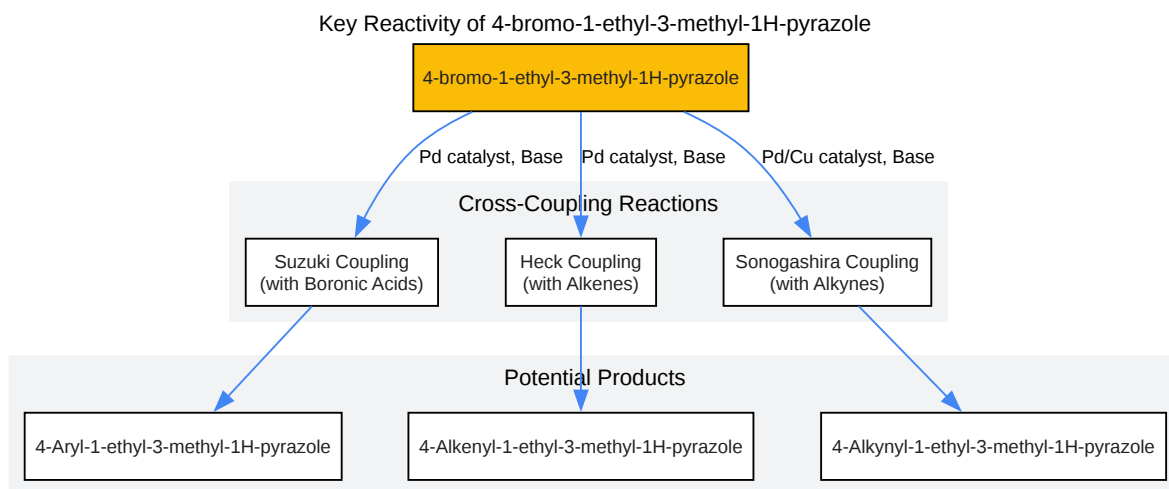 Key Reactivity of 4-bromo-1-ethyl-3-methyl-1H-pyrazole
4-bromo-1-ethyl-3-methyl-1H-pyrazole
Pd catalyst, Base
Pd catalyst, Base
Pd/Cu catalyst, Base
Cross-Coupling Reactions
Suzuki Coupling
(with Boronic Acids)
Heck Coupling
(with Alkenes)
Sonogashira Coupling
(with Alkynes)
Potential Products
4-Aryl-1-ethyl-3-methyl-1H-pyrazole
4-Alkenyl-1-ethyl-3-methyl-1H-pyrazole
4-Alkynyl-1-ethyl-3-methyl-1H-pyrazole